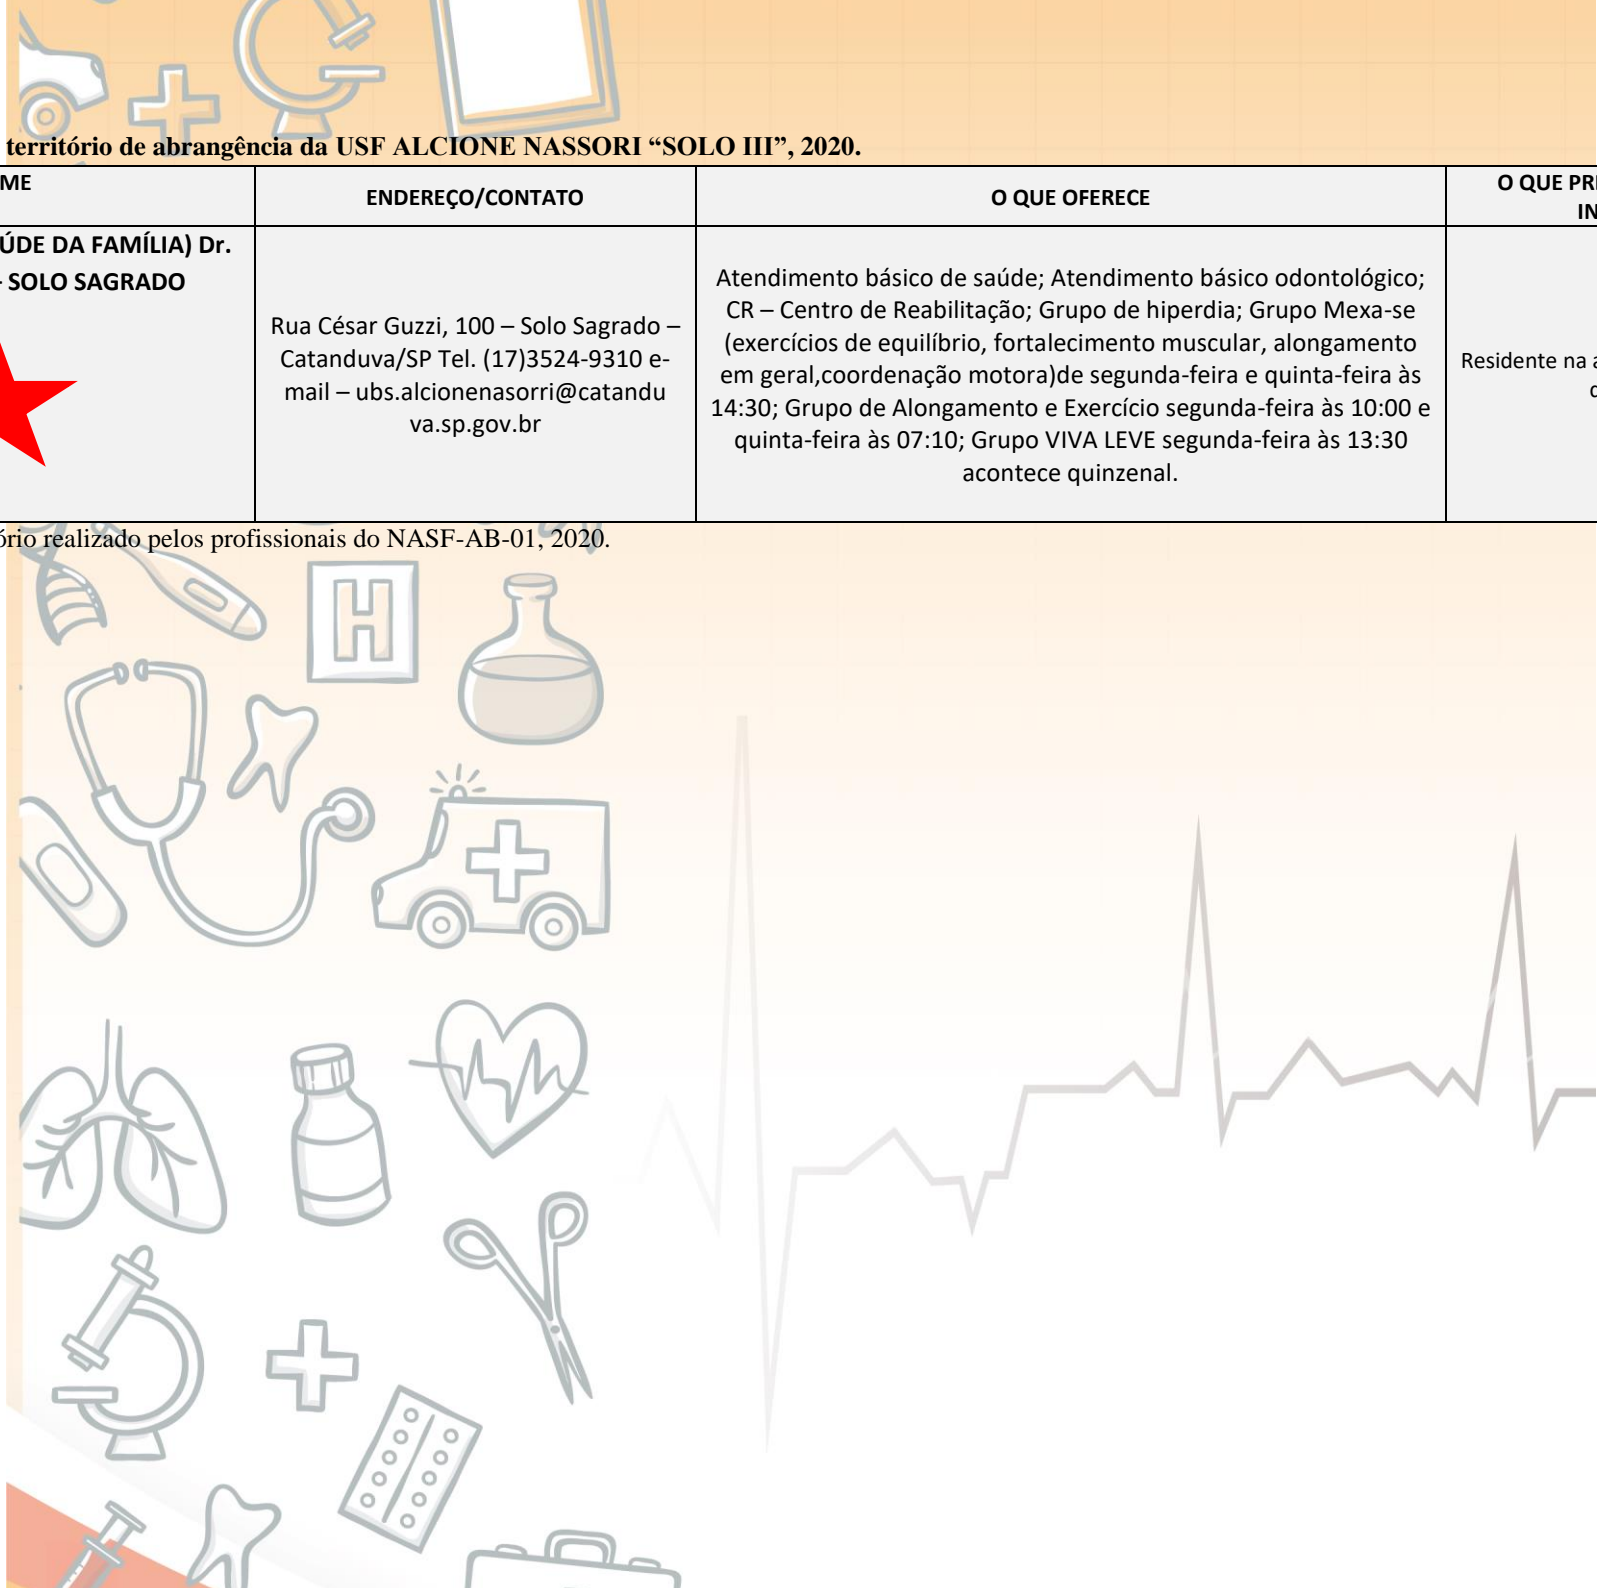 território de abrangência da USF ALCIONE NASSORI “SOLO III”, 2020.
ME
ENDEREÇO/CONTATO
O QUE OFERECE
O QUE PR
IN
ÚDE DA FAMÍLIA) Dr.
- SOLO SAGRADO
Rua César Guzzi, 100 – Solo Sagrado –
Catanduva/SP Tel. (17)3524-9310 e-
mail – ubs.alcionenasorri@catandu
va.sp.gov.br
Atendimento básico de saúde; Atendimento básico odontológico;
CR – Centro de Reabilitação; Grupo de hiperdia; Grupo Mexa-se
(exercícios de equilíbrio, fortalecimento muscular, alongamento
em geral,coordenação motora)de segunda-feira e quinta-feira às
14:30; Grupo de Alongamento e Exercício segunda-feira às 10:00 e
quinta-feira às 07:10; Grupo VIVA LEVE segunda-feira às 13:30
acontece quinzenal.
Residente na
ório realizado pelos profissionais do NASF-AB-01, 2020.
H